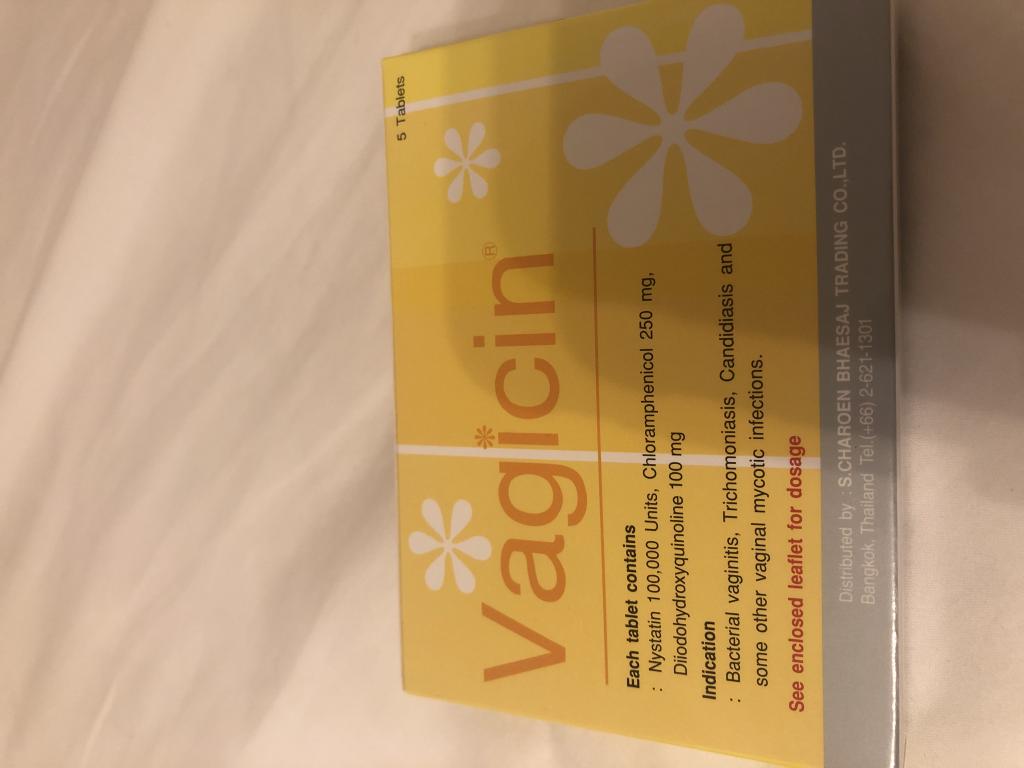 5 Tablets
Vagicin®
Each tablet contains
: Nystatin 100,000 Units, Chloramphenicol 250 mg,
Diiodohydroxyquinoline 100 mg
Indication
: Bacterial vaginitis, Trichomoniasis, Candidiasis and
some other vaginal mycotic infections.
See enclosed leaflet for dosage
Distributed by : S.CHAROEN BHAESAJ TRADING CO.,LTD.
Bangkok, Thailand Tel.(+66) 2-621-1301